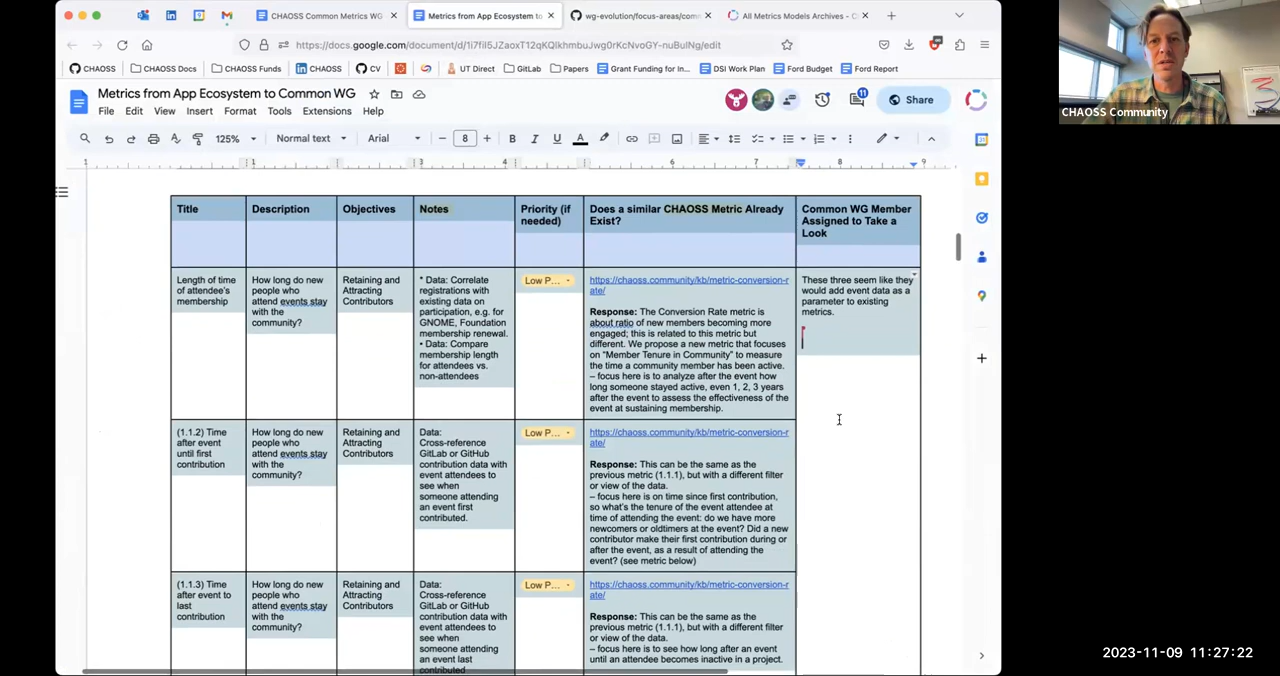 CHAOSS Common Metrics WG
Metrics from App Ecosystem to
wg-evolution/focus-areas/com
All Metrics Models Archives - C
https://docs.google.com/document/d/1i7fil5JZaoxT12qKQlkhmbuJwg0rKcNvoGY-nuBuINg/edit
CHAOSS
CHAOSS Docs
CHAOSS Funds
CHAOSS
CV
IT Direct
GitLab
Papers
Grant Funding for In...
DSI Work Plan
Ford Budget
Ford Report
Metrics from App Ecosystem to Common WG
File Edit View Insert Format Tools Extensions Help
11
Share
125% Normal text Arial 8
1 1 3 4 6 7 8 9
Title
Description
Objectives
Notes
Priority (if
needed)
Does a similar CHAOSS Metric Already
Exist?
Common WG Member
Assigned to Take a
Look
Length of time
of attendee's
membership
How long do new
people who
attend events stay
with the
community?
Retaining and
Attracting
Contributors
* Data: Correlate
registrations with
existing data on
participation, e.g. for
GNOME, Foundation
membership renewal.
• Data: Compare
membership length
for attendees vs.
non-attendees
Low P...
https://chaoss.community/kb/metric-conversion-r
ate/
Response: The Conversion Rate metric is
about ratio of new members becoming more
engaged; this is related to this metric but
different. We propose a new metric that focuses
on "Member Tenure in Community" to measure
the time a community member has been active.
– focus here is to analyze after the event how
long someone stayed active, even 1, 2, 3 years
after the event to assess the effectiveness of the
event at sustaining membership.
These three seem like they
would add event data as a
parameter to existing
metrics.
(1.1.2) Time
after event
until first
contribution
How long do new
people who
attend events stay
with the
community?
Retaining and
Attracting
Contributors
Data:
Cross-reference
GitLab or GitHub
contribution data with
event attendees to
see when
someone attending
an event first
contributed.
Low P...
https://chaoss.community/kb/metric-conversion-r
ate/
Response: This can be the same as the
previous metric (1.1.1), but with a different filter
or view of the data.
– focus here is on time since first contribution,
so what's the tenure of the event attendee at
time of attending the event: do we have more
newcomers or oldtimers at the event? Did a new
contributor make their first contribution during or
after the event, as a result of attending the
event? (see metric below)
(1.1.3) Time
after event to
last
contribution
How long do new
people who
attend events stay
with the
community?
Retaining and
Attracting
Contributors
Data:
Cross-reference
GitLab or GitHub
contribution data with
event attendees to
see when
someone attending
an event last
contributed
Low P...
https://chaoss.community/kb/metric-conversion-r
ate/
Response: This can be the same as the
previous metric (1.1.1), but with a different filter
or view of the data.
– focus here is to see how long after an event
until an attendee becomes inactive in a project.
CHAOSS Community
2023-11-09 11:27:22